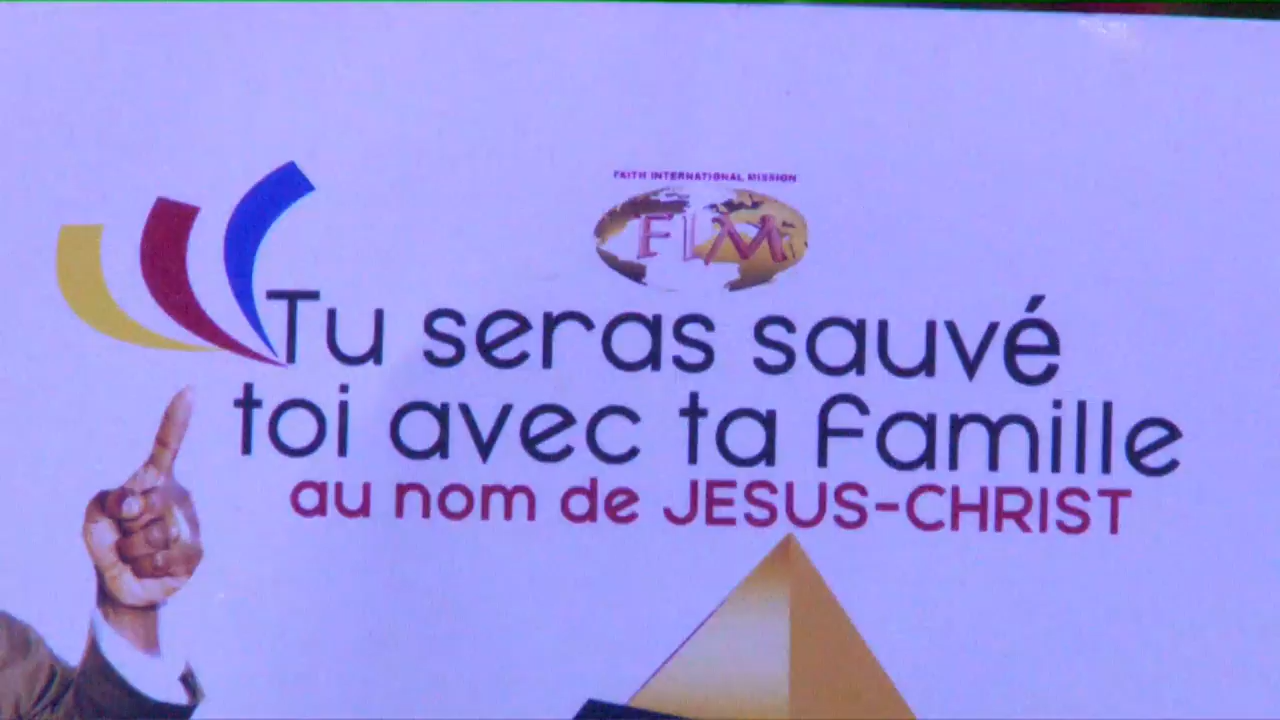 FAITH INTERNATIONAL MISSION
FIM
Tu seras sauvé
toi avec ta famille
au nom de JESUS-CHRIST